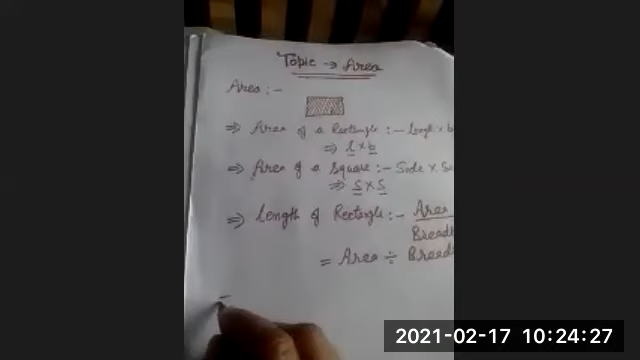 Topic → Area
Area :-
⇒ Area of a Rectangle :- Length × b
⇒ l × b
⇒ Area of a Square :- Side × S
⇒ S × S
⇒ Length of Rectangle :- Area
Bread
= Area ÷ Bread
2021-02-17 10:24:27